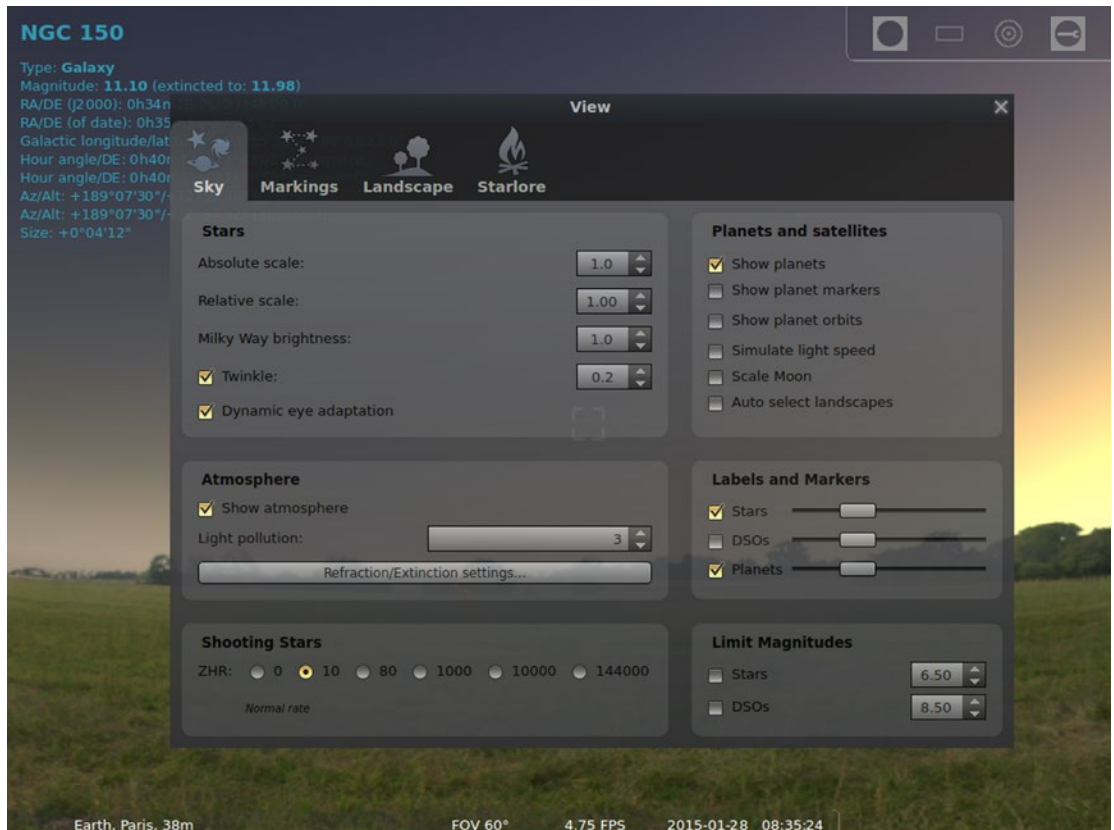 NGC 150
Type: Galaxy
Magnitude: 11.10 (extincted to: 11.98)
RA/DE (J2000): 0h34m
RA/DE (of date): 0h35
Galactic longitude/lat
Hour angle/DE: 0h40
Hour angle/DE: 0h40
Az/Alt: +189°07'30"/
Az/Alt: +189°07'30"/
Size: +0°04'12"
View
Sky Markings Landscape Starlore
Stars
Absolute scale: 1.0
Relative scale: 1.00
Milky Way brightness: 1.0
Twinkle: 0.2
Dynamic eye adaptation
Planets and satellites
Show planets
Show planet markers
Show planet orbits
Simulate light speed
Scale Moon
Auto select landscapes
Atmosphere
Show atmosphere
Light pollution: 3
Refraction/Extinction settings...
Labels and Markers
Stars
DSOs
Planets
Shooting Stars
ZHR: 0 10 80 1000 10000 144000
Normal rate
Limit Magnitudes
Stars 6.50
DSOs 8.50
Earth, Paris, 38m FOV 60° 4.75 FPS 2015-01-28 08:35:24